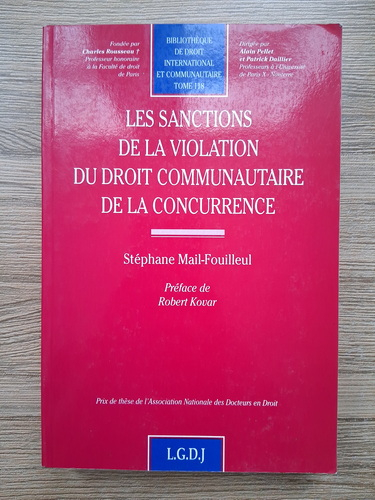 Fondée par
Charles Rousseau †
Professeur honoraire
à la Faculté de droit
de Paris
BIBLIOTHÈQUE
DE DROIT
INTERNATIONAL
ET COMMUNAUTAIRE
TOME 118
Dirigée par
Alain Pellet
et Patrick Daillier
Professeurs à l'Université
de Paris X - Nanterre
LES SANCTIONS
DE LA VIOLATION
DU DROIT COMMUNAUTAIRE
DE LA CONCURRENCE
Stéphane Mail-Fouilleul
Préface de
Robert Kovar
Prix de thèse de l'Association Nationale des Docteurs en Droit
L.G.D.J